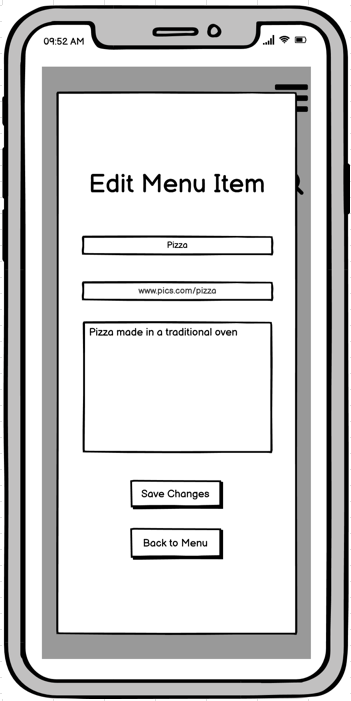 09:52 AM
Edit Menu Item
Pizza
www.pics.com/pizza
Pizza made in a traditional oven
Save Changes
Back to Menu